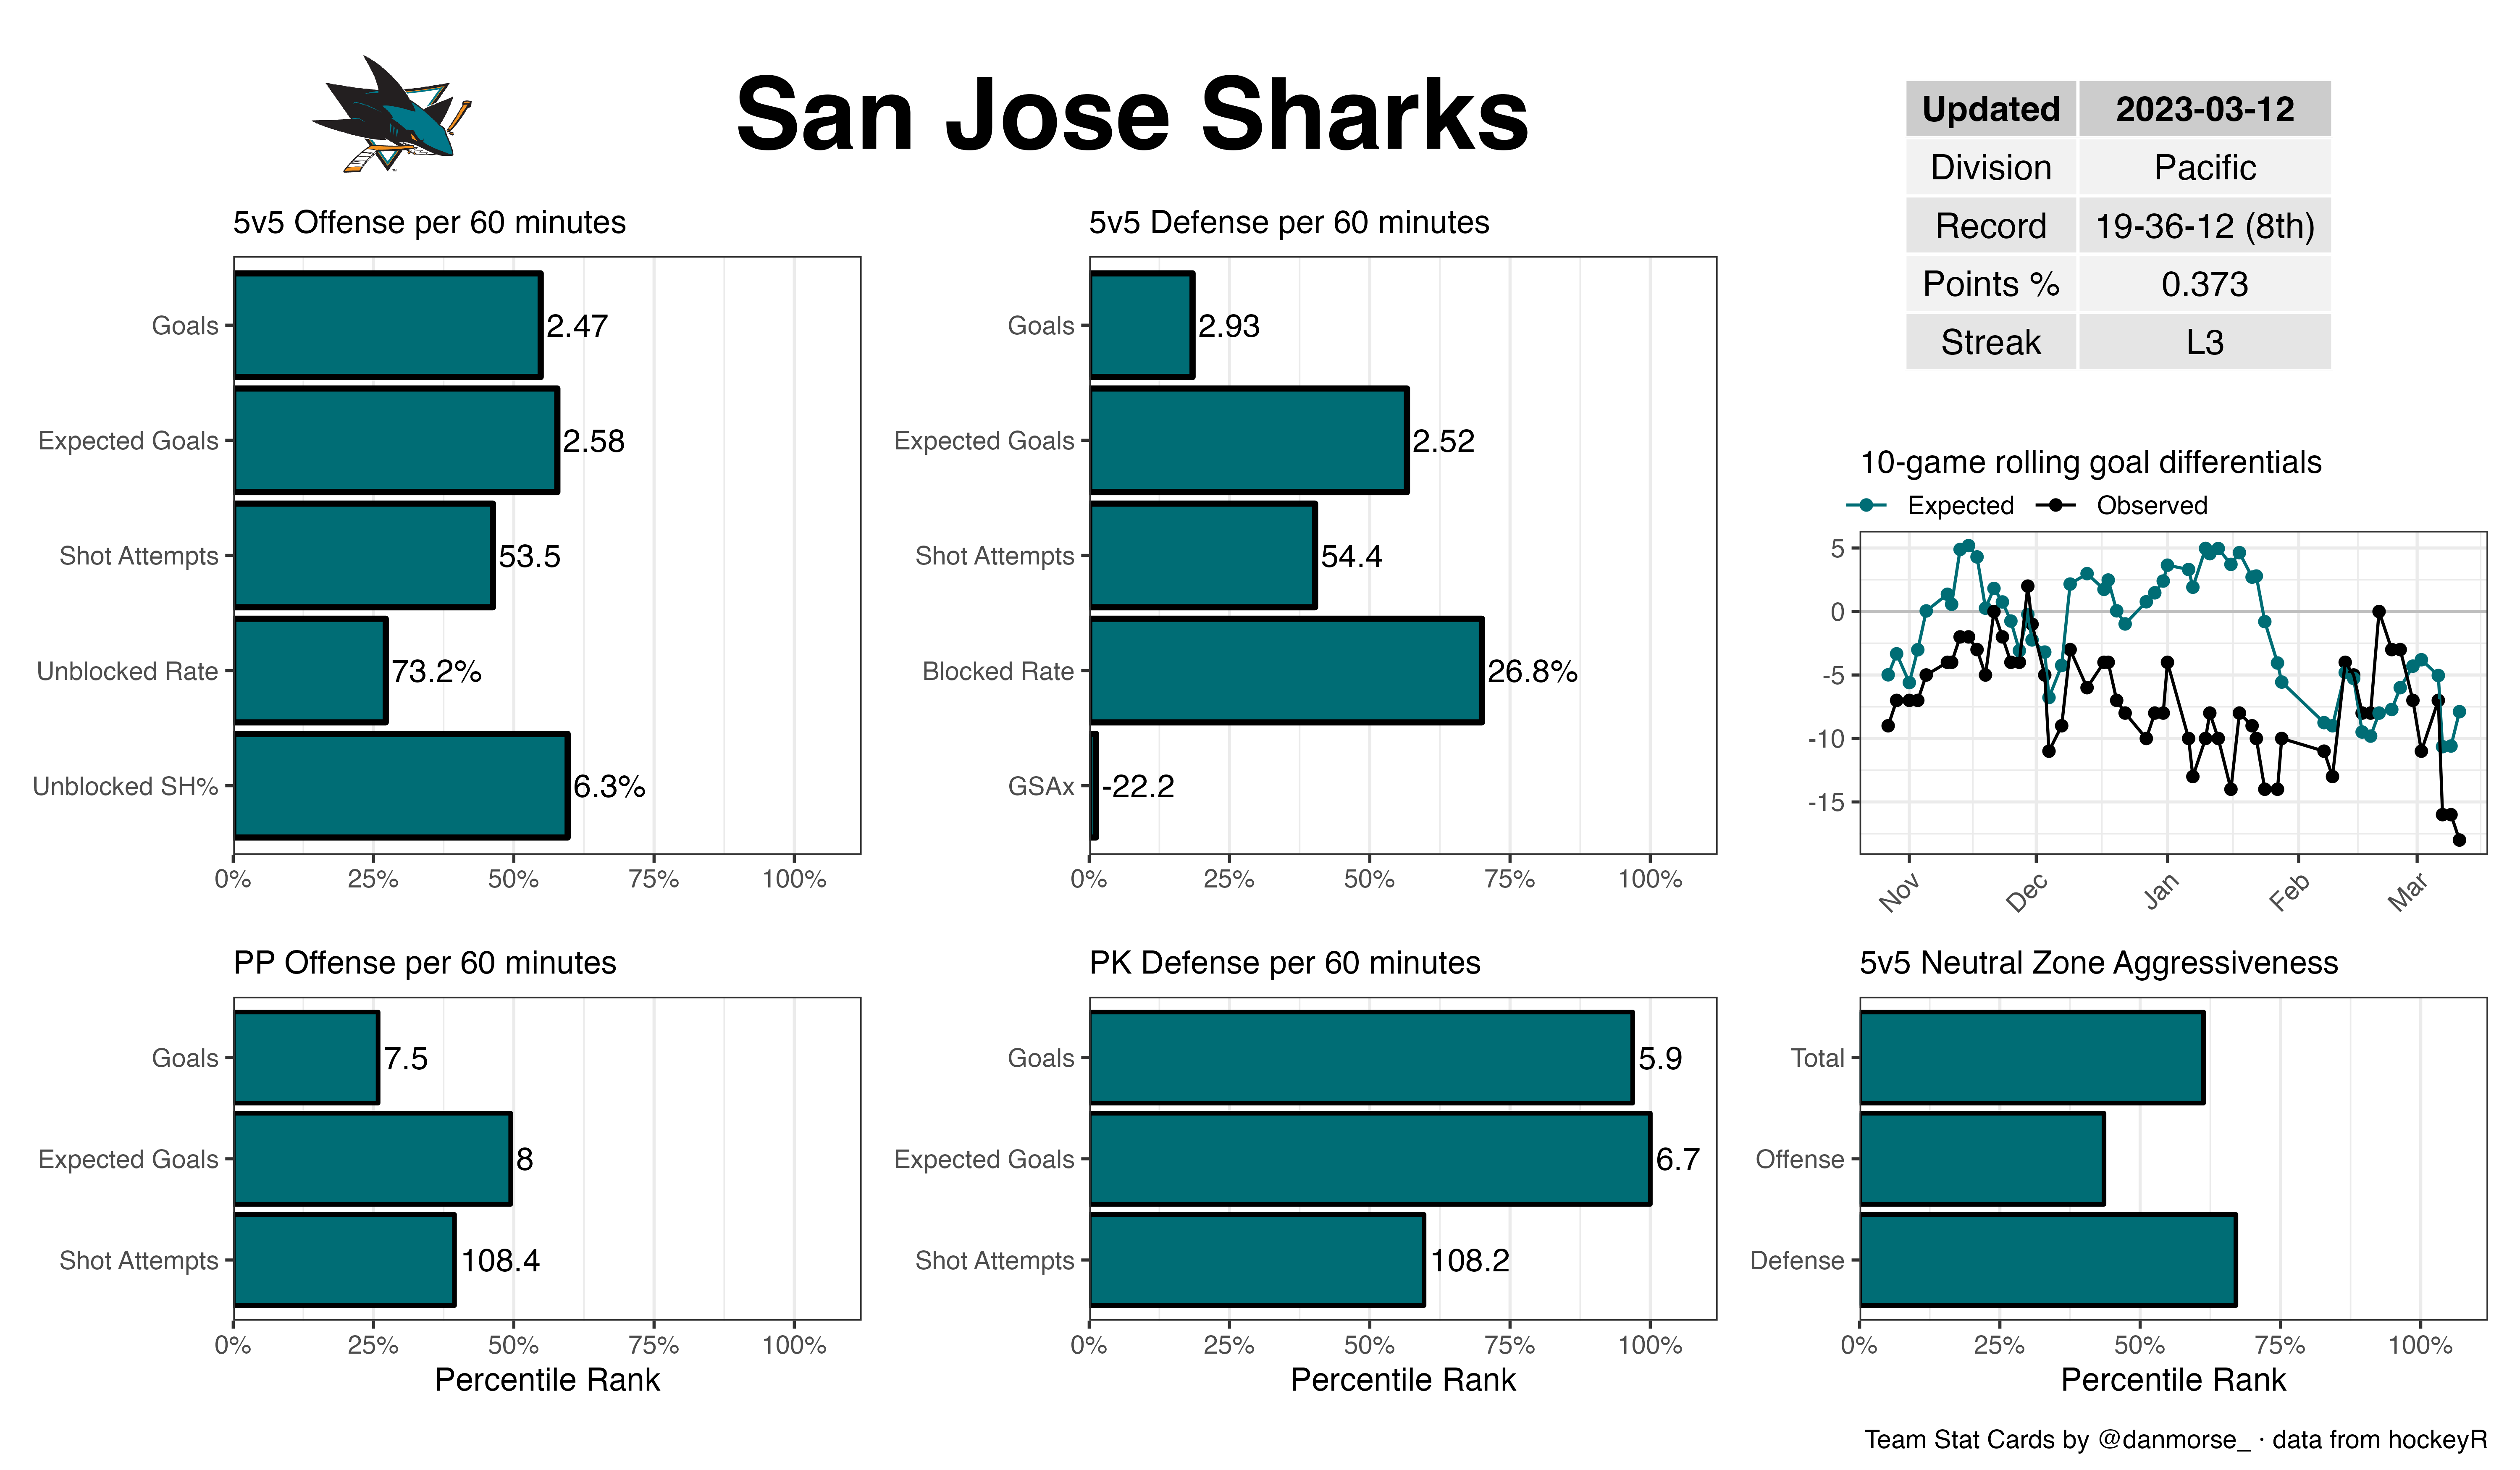 San Jose Sharks
Updated 2023-03-12
Division Pacific
Record 19-36-12 (8th)
Points % 0.373
Streak L3
5v5 Offense per 60 minutes
Goals 2.47
Expected Goals 2.58
Shot Attempts 53.5
Unblocked Rate 73.2%
Unblocked SH% 6.3%
0% 25% 50% 75% 100%
5v5 Defense per 60 minutes
Goals 2.93
Expected Goals 2.52
Shot Attempts 54.4
Blocked Rate 26.8%
GSAx -22.2
0% 25% 50% 75% 100%
10-game rolling goal differentials
Expected Observed
5
0
-5
-10
-15
Nov Dec Jan Feb Mar
PP Offense per 60 minutes
Goals 7.5
Expected Goals 8
Shot Attempts 108.4
0% 25% 50% 75% 100%
Percentile Rank
PK Defense per 60 minutes
Goals 5.9
Expected Goals 6.7
Shot Attempts 108.2
0% 25% 50% 75% 100%
Percentile Rank
5v5 Neutral Zone Aggressiveness
Total
Offense
Defense
0% 25% 50% 75% 100%
Percentile Rank
Team Stat Cards by @danmorse_ · data from hockeyR